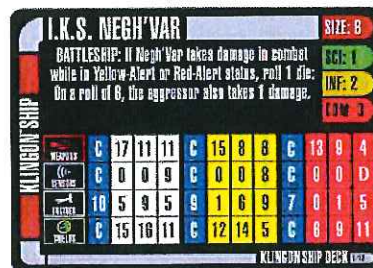 I.K.S. NEGH'VAR
SIZE: 8
BATTLESHIP: If Negh'Var takes damage in combat
while in Yellow-Alert or Red-Alert status, roll 1 die:
On a roll of 6, the aggressor also takes 1 damage.
SCI: 1
INF: 2
COM: 3
KLINGON SHIP
WEAPONS C 17 11 11 C 15 8 8 C 13 9 4
SENSORS C 0 0 9 C 0 0 8 C 9 0 D
10 5 9 5 9 1 6 9 7 0 1 5
SHIELDS C 15 16 11 C 12 14 5 C 6 9 11
KLINGON SHIP DECK